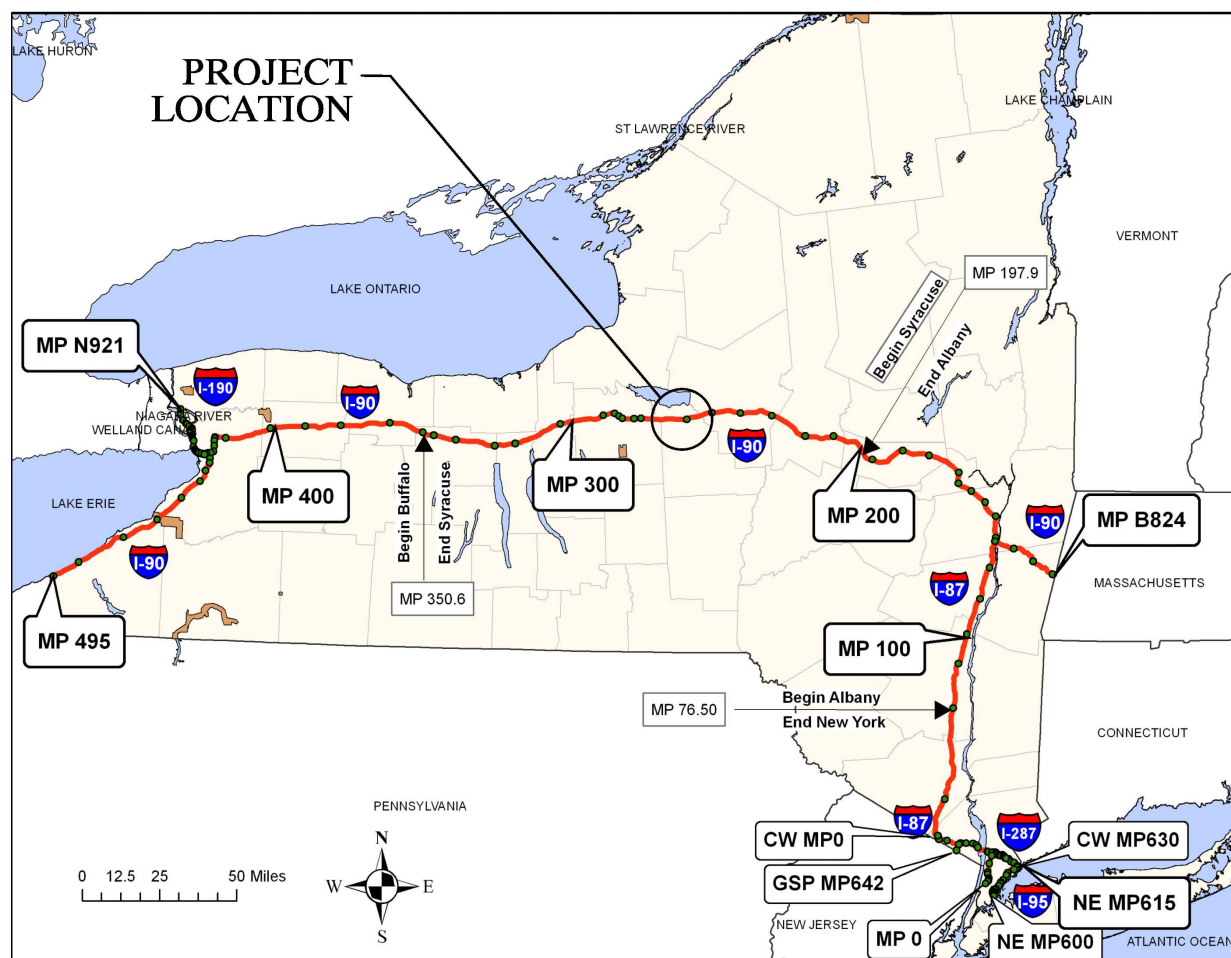 LAKE HURON
PROJECT
LOCATION
ST LAWRENCE RIVER
LAKE CHAMPLAIN
VERMONT
LAKE ONTARIO
MP 197.9
Begin Syracuse
End Albany
MP N921
I-190
I-90
NIAGARA RIVER
WELLAND CANAL
I-90
LAKE ERIE
MP 400
Begin Buffalo
End Syracuse
MP 300
MP 200
I-90
MP B824
I-90
MP 350.6
I-87
MASSACHUSETTS
MP 495
MP 100
MP 76.50
Begin Albany
End New York
CONNECTICUT
PENNSYLVANIA
I-87
I-287
CW MP0
CW MP630
N
W
E
S
0 12.5 25 50 Miles
GSP MP642
I-95
NE MP615
NEW JERSEY
MP 0
NE MP600
ATLANTIC OCEAN